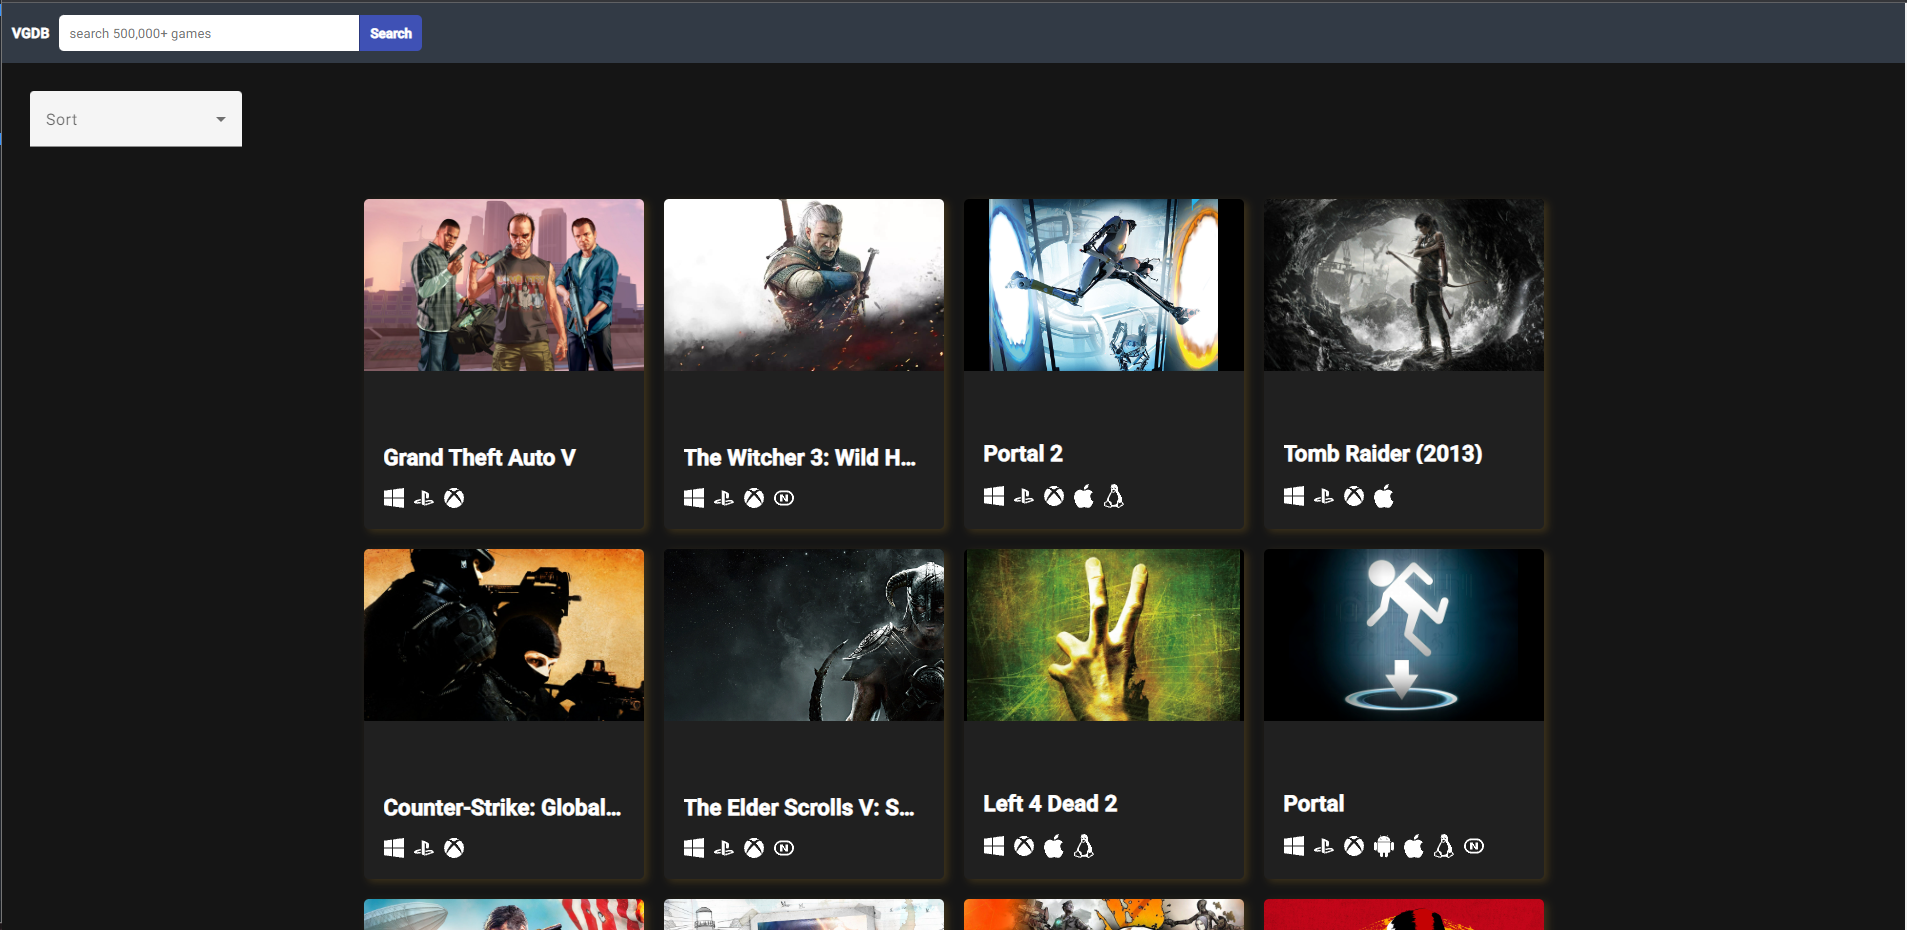 VGDB
search 500,000+ games
Search
Sort
Grand Theft Auto V
The Witcher 3: Wild H...
Portal 2
Tomb Raider (2013)
Counter-Strike: Global...
The Elder Scrolls V: S...
Left 4 Dead 2
Portal